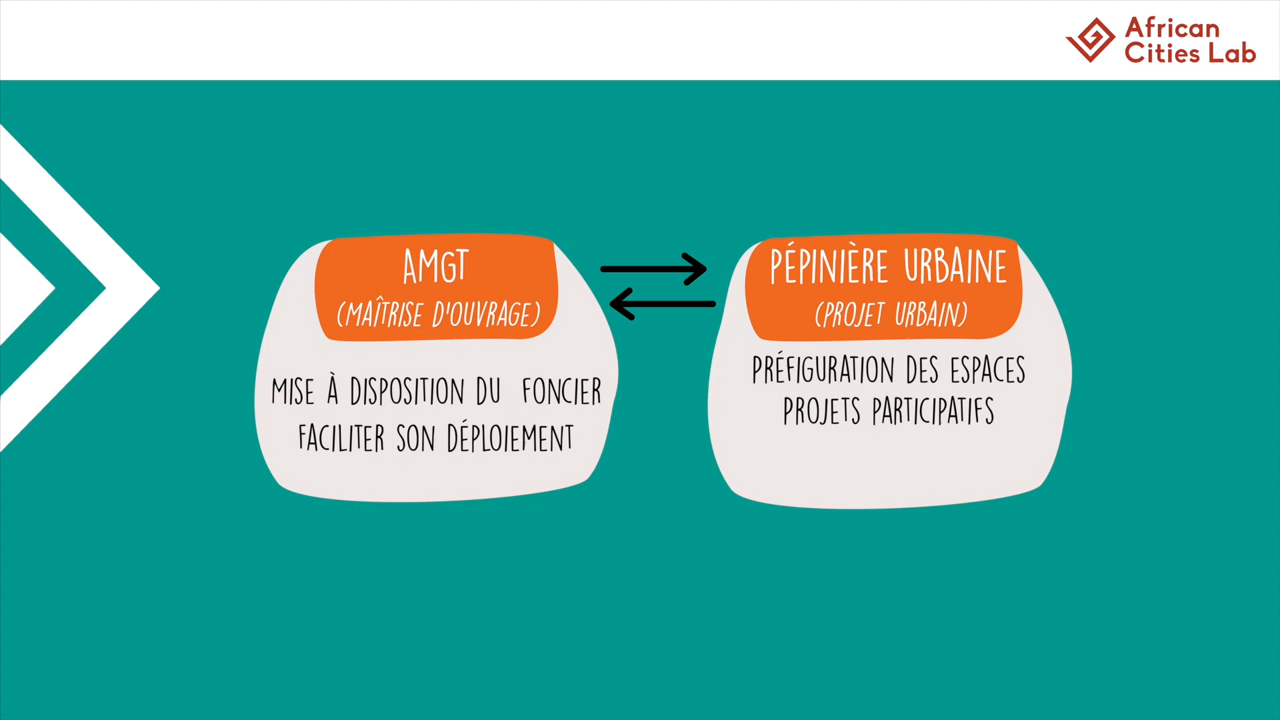 African
Cities Lab
AMGT
(MAÎTRISE D'OUVRAGE)
MISE À DISPOSITION DU FONCIER
FACILITER SON DÉPLOIEMENT
PÉPINIÈRE URBAINE
(PROJET URBAIN)
PRÉFIGURATION DES ESPACES
PROJETS PARTICIPATIFS